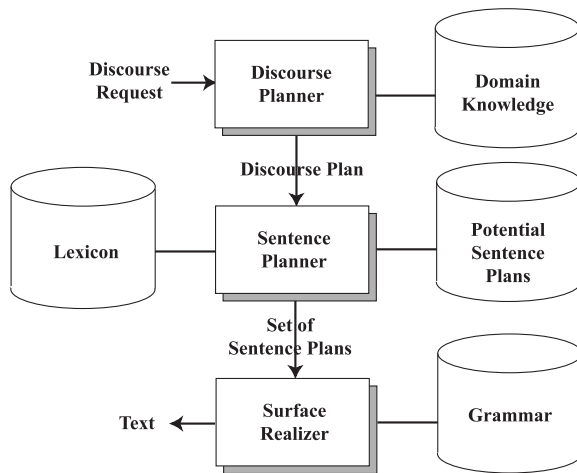 Discourse
Request
Discourse
Planner
Domain
Knowledge
Discourse Plan
Lexicon
Sentence
Planner
Potential
Sentence
Plans
Set of
Sentence Plans
Text
Surface
Realizer
Grammar